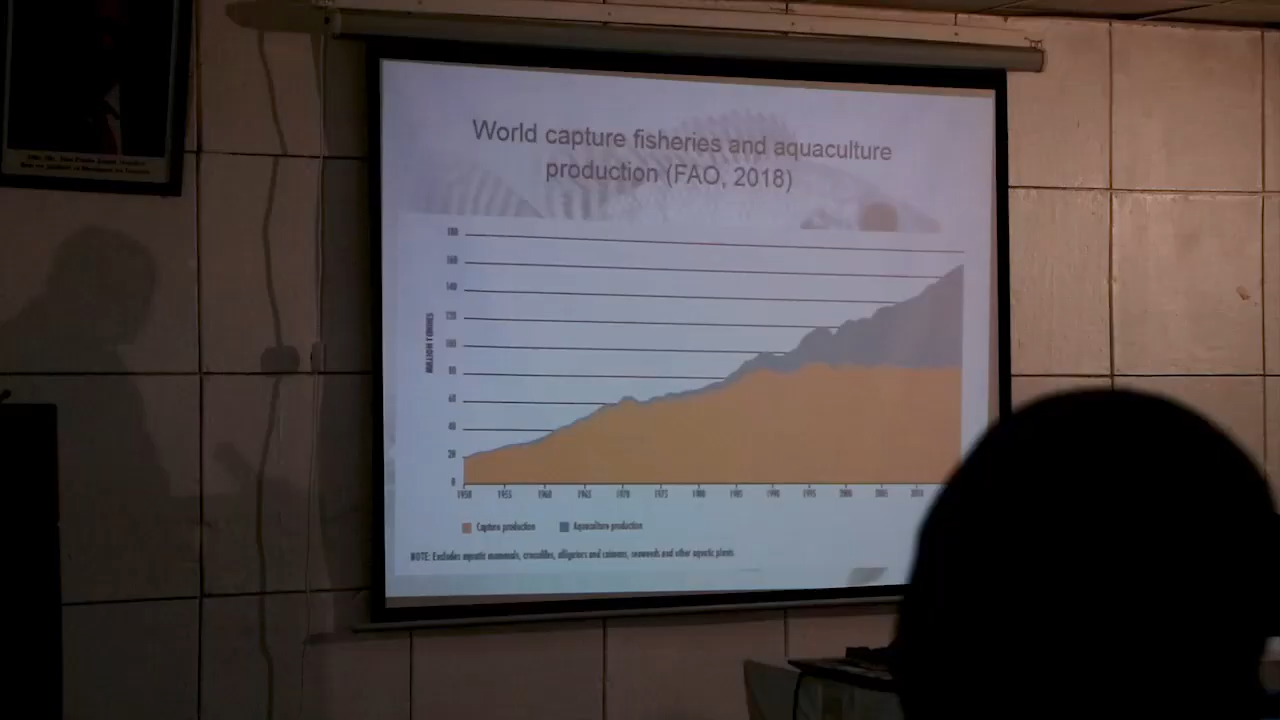 World capture fisheries and aquaculture
production (FAO, 2018)
180
160
140
120
100
80
60
40
20
0
MILLION TONNES
1950 1955 1960 1965 1970 1975 1980 1985 1990 1995 2000 2005 2010
Capture production Aquaculture production
NOTE: Excludes aquatic mammals, crocodiles, alligators and caimans, seaweeds and other aquatic plants